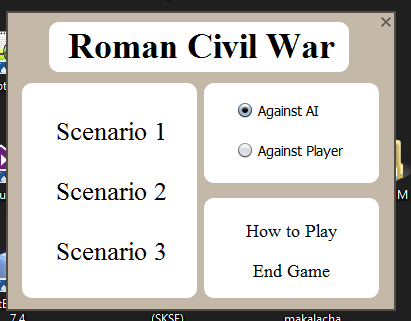 Roman Civil War
Scenario 1
Scenario 2
Scenario 3
Against AI
Against Player
How to Play
End Game
M
7.4
(SKSE)
makalacha